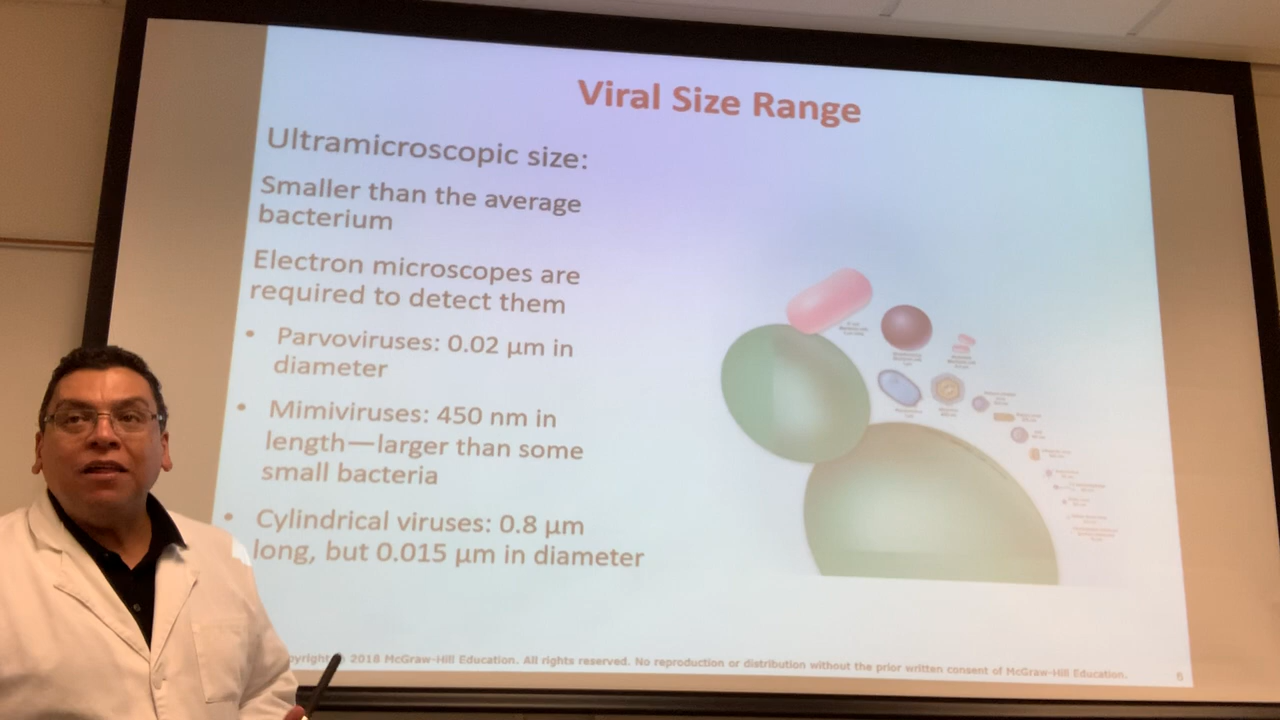 Viral Size Range
Ultramicroscopic size:
Smaller than the average
bacterium
Electron microscopes are
required to detect them
• Parvoviruses: 0.02 µm in
diameter
• Mimiviruses: 450 nm in
length—larger than some
small bacteria
• Cylindrical viruses: 0.8 µm
long, but 0.015 µm in diameter
2018 McGraw-Hill Education. All rights reserved. No reproduction or distribution without the prior written consent of McGraw-Hill Education.